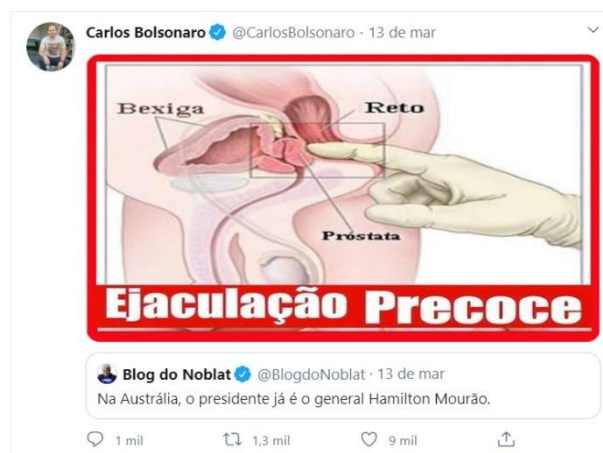 Carlos Bolsonaro @CarlosBolsonaro · 13 de mar
Bexiga
Reto
Próstata
Ejaculação Precoce
Blog do Noblat @BlogdoNoblat · 13 de mar
Na Austrália, o presidente já é o general Hamilton Mourão.
1 mil 1,3 mil 9 mil